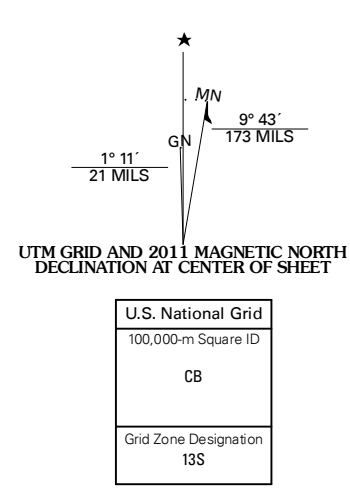 ★
MN
9° 43´
173 MILS
GN
1° 11´
21 MILS
UTM GRID AND 2011 MAGNETIC NORTH
DECLINATION AT CENTER OF SHEET
U.S. National Grid
100,000-m Square ID
CB
Grid Zone Designation
13S